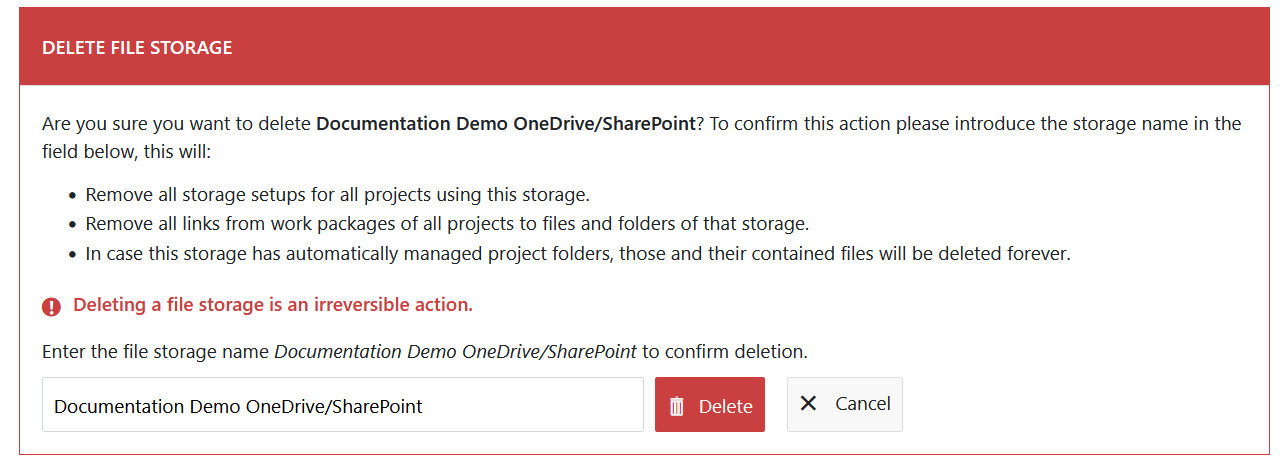 DELETE FILE STORAGE
Are you sure you want to delete Documentation Demo OneDrive/SharePoint? To confirm this action please introduce the storage name in the
field below, this will:
• Remove all storage setups for all projects using this storage.
• Remove all links from work packages of all projects to files and folders of that storage.
• In case this storage has automatically managed project folders, those and their contained files will be deleted forever.
Deleting a file storage is an irreversible action.
Enter the file storage name Documentation Demo OneDrive/SharePoint to confirm deletion.
Documentation Demo OneDrive/SharePoint Delete Cancel